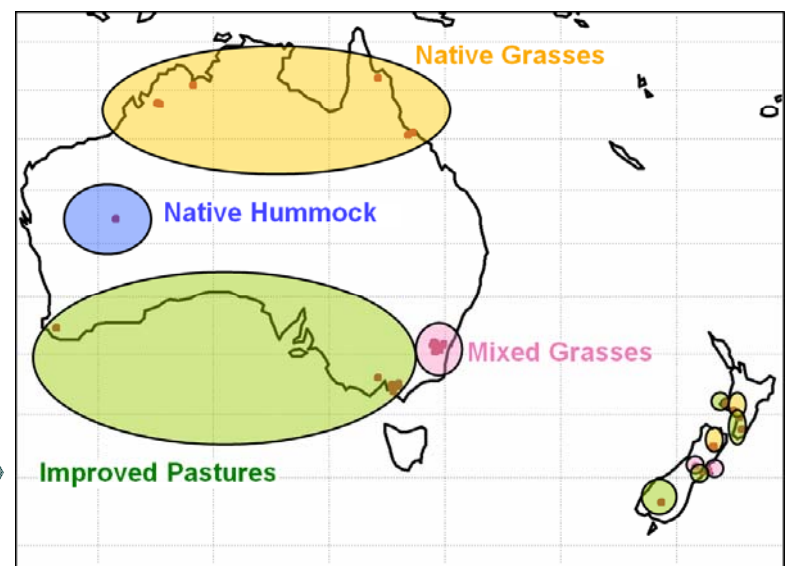 Native Grasses
Native Hummock
Mixed Grasses
Improved Pastures